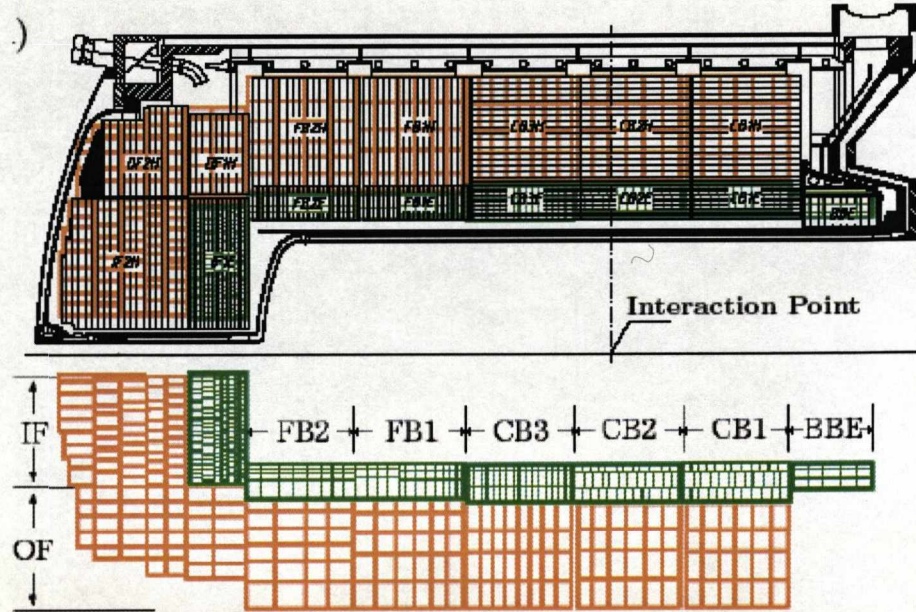 .)
FB2H FB1H CB3H CB2H CB1H
OF2H OF1H
FB2E FB1E CB3E CB2E CB1E BBE
IF2H IFE
Interaction Point
IF FB2 FB1 CB3 CB2 CB1 BBE
OF